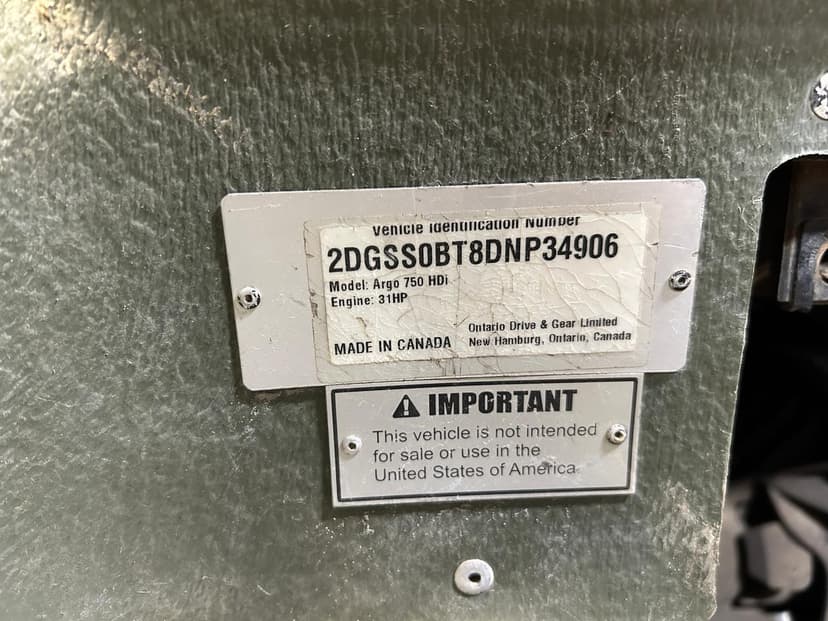 Vehicle Identification Number
2DGSS0BT8DNP34906
Model: Argo 750 HDi
Engine: 31HP
MADE IN CANADA
Ontario Drive & Gear Limited
New Hamburg, Ontario, Canada
IMPORTANT
This vehicle is not intended
for sale or use in the
United States of America